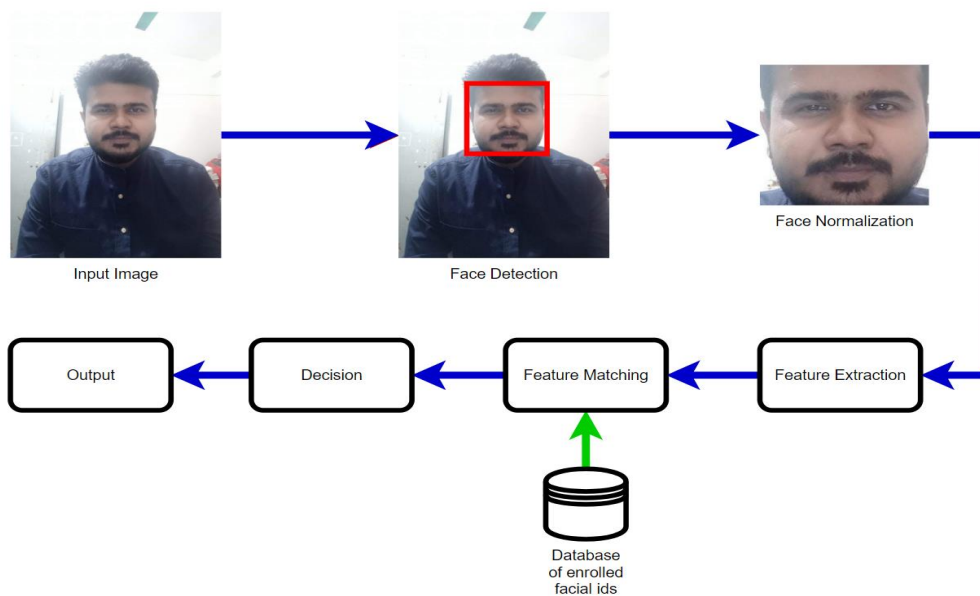 Input Image
Face Detection
Face Normalization
Output
Decision
Feature Matching
Feature Extraction
Database
of enrolled
facial ids